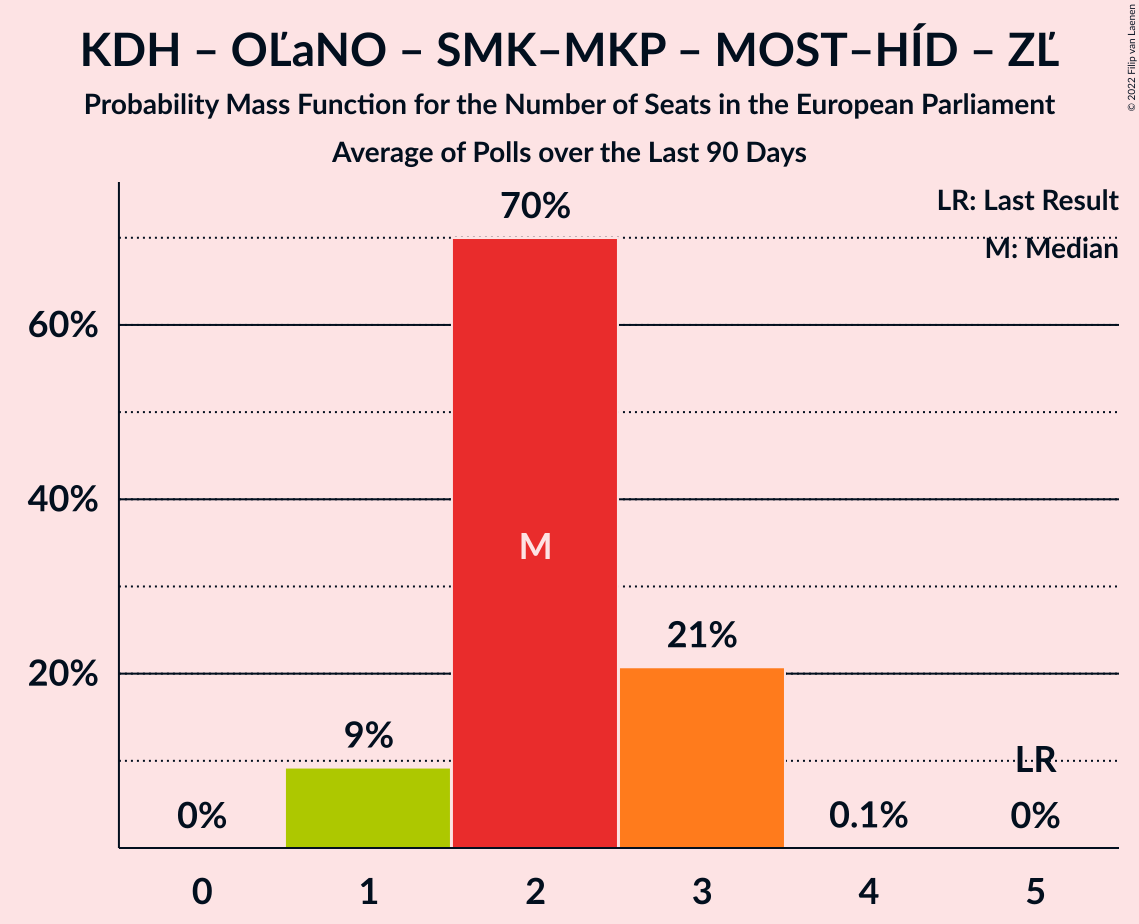 KDH – OĽaNO – SMK–MKP – MOST–HÍD – ZĽ
Probability Mass Function for the Number of Seats in the European Parliament
Average of Polls over the Last 90 Days
© 2022 Filip van Laenen
LR: Last Result
M: Median
70%
60%
40%
M
21%
20%
9%
LR
0%
0.1%
0%
0 1 2 3 4 5